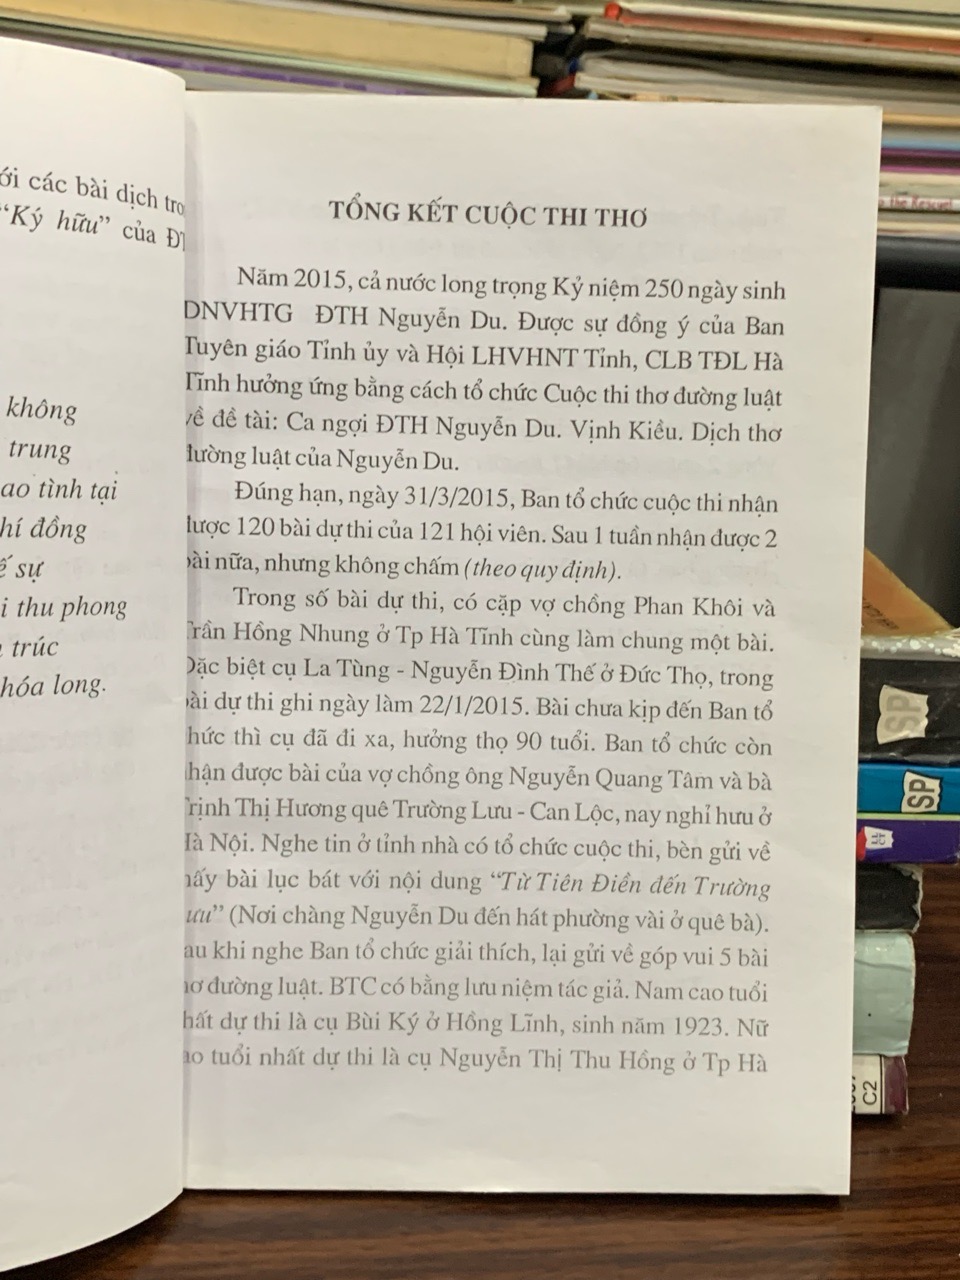 ới các bài dịch tro
“Ký hữu” của Đ
không
trung
ao tình tại
hí đồng
ế sự
i thu phong
trúc
hóa long.
TỔNG KẾT CUỘC THI THƠ
Năm 2015, cả nước long trọng Kỷ niệm 250 ngày sinh
DNVHTG ĐTH Nguyễn Du. Được sự đồng ý của Ban
Tuyên giáo Tỉnh ủy và Hội LHVHNT Tỉnh, CLB TĐL Hà
Tĩnh hưởng ứng bằng cách tổ chức Cuộc thi thơ đường luật
về đề tài: Ca ngợi ĐTH Nguyễn Du. Vịnh Kiều. Dịch thơ
đường luật của Nguyễn Du.
Đúng hạn, ngày 31/3/2015, Ban tổ chức cuộc thi nhận
được 120 bài dự thi của 121 hội viên. Sau 1 tuần nhận được 2
bài nữa, nhưng không chấm (theo quy định).
Trong số bài dự thi, có cặp vợ chồng Phan Khôi và
Trần Hồng Nhung ở Tp Hà Tĩnh cùng làm chung một bài.
Đặc biệt cụ La Tùng - Nguyễn Đình Thế ở Đức Thọ, trong
bài dự thi ghi ngày làm 22/1/2015. Bài chưa kịp đến Ban tổ
hức thì cụ đã đi xa, hưởng thọ 90 tuổi. Ban tổ chức còn
nhận được bài của vợ chồng ông Nguyễn Quang Tâm và bà
Trịnh Thị Hương quê Trường Lưu - Can Lộc, nay nghỉ hưu ở
Hà Nội. Nghe tin ở tỉnh nhà có tổ chức cuộc thi, bèn gửi về
mấy bài lục bát với nội dung “Từ Tiên Điền đến Trường
ưu” (Nơi chàng Nguyễn Du đến hát phường vải ở quê bà).
au khi nghe Ban tổ chức giải thích, lại gửi về góp vui 5 bài
hơ đường luật. BTC có bằng lưu niệm tác giả. Nam cao tuổi
hất dự thi là cụ Bùi Ký ở Hồng Lĩnh, sinh năm 1923. Nữ
ao tuổi nhất dự thi là cụ Nguyễn Thị Thu Hồng ở Tp Hà
the Rescue!
SP
SP
LL
CT
C2